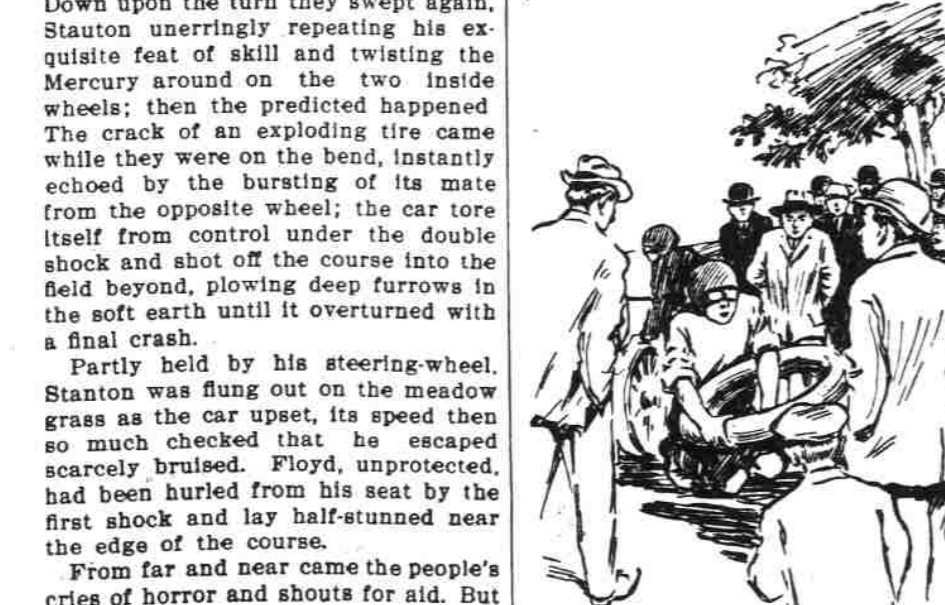 Down upon the turn they swept again,
Stauton unerringly repeating his ex-
quisite feat of skill and twisting the
Mercury around on the two inside
wheels; then the predicted happened
The crack of an exploding tire came
while they were on the bend, instantly
echoed by the bursting of its mate
from the opposite wheel; the car tore
itself from control under the double
shock and shot off the course into the
field beyond, plowing deep furrows in
the soft earth until it overturned with
a final crash.
Partly held by his steering-wheel,
Stanton was flung out on the meadow
grass as the car upset, its speed then
so much checked that he escaped
scarcely bruised. Floyd, unprotected,
had been hurled from his seat by the
first shock and lay half-stunned near
the edge of the course.
From far and near came the people's
cries of horror and shouts for aid. But